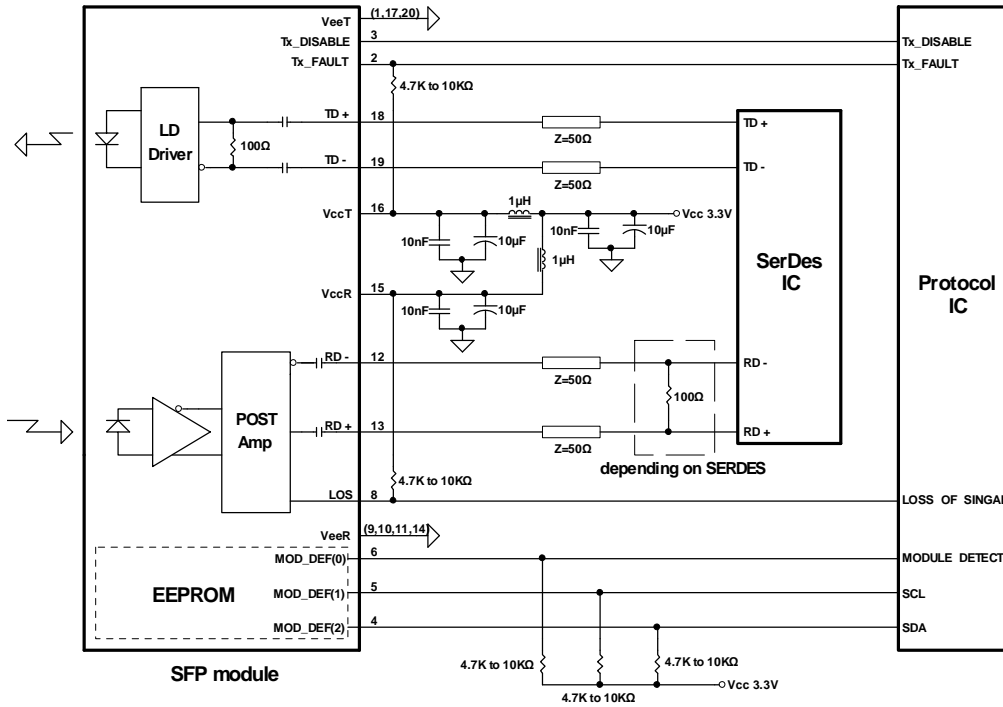 VeeT (1,17,20)
Tx_DISABLE 3 Tx_DISABLE
Tx_FAULT 2 Tx_FAULT
4.7K to 10KΩ
LD
Driver
100Ω
TD + 18 Z=50Ω TD +
TD - 19 Z=50Ω TD -
VccT 16 1µH Vcc 3.3V
10nF 10µF 10nF 10µF
1µH
VccR 15
10nF 10µF
SerDes
IC
Protocol
IC
RD - 12 Z=50Ω RD -
100Ω
POST
Amp
RD + 13 Z=50Ω RD +
depending on SERDES
4.7K to 10KΩ
LOS 8 LOSS OF SINGAL
VeeR (9,10,11,14)
MOD_DEF(0) 6 MODULE DETECT
EEPROM MOD_DEF(1) 5 SCL
MOD_DEF(2) 4 SDA
4.7K to 10KΩ 4.7K to 10KΩ
4.7K to 10KΩ
Vcc 3.3V
SFP module